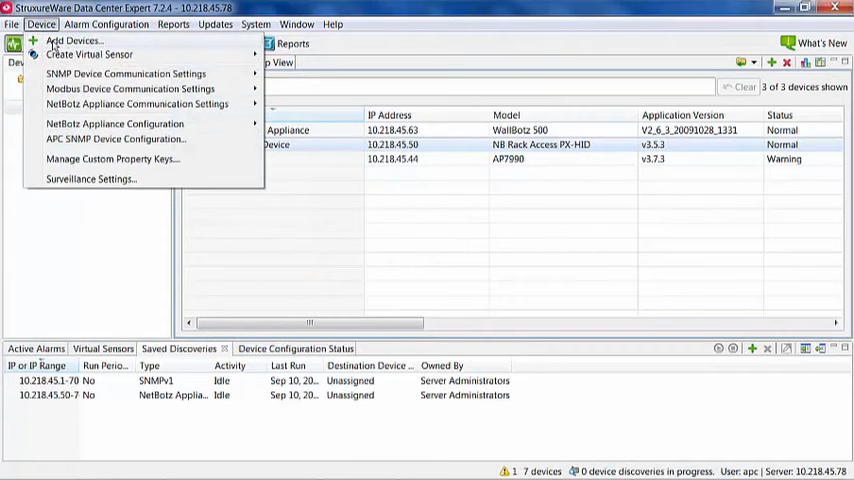 StruxureWare Data Center Expert 7.2.4 - 10.218.45.78
File Device Alarm Configuration Reports Updates System Window Help
Add Devices...
Reports
What's New
Create Virtual Sensor
p View
SNMP Device Communication Settings
Modbus Device Communication Settings
Clear 3 of 3 devices shown
NetBotz Appliance Communication Settings
IP Address Model Application Version Status
NetBotz Appliance Configuration
Appliance 10.218.45.63 WallBotz 500 V2_6_3_20091028_1331 Normal
APC SNMP Device Configuration...
Device 10.218.45.50 NB Rack Access PX-HID v3.5.3 Normal
Manage Custom Property Keys...
10.218.45.44 AP7990 v3.7.3 Warning
Surveillance Settings...
Active Alarms Virtual Sensors Saved Discoveries Device Configuration Status
IP or IP Range Run Perio... Type Activity Last Run Destination Device ... Owned By
10.218.45.1-70 No SNMPv1 Idle Sep 10, 20... Unassigned Server Administrators
10.218.45.50-7 No NetBotz Applia... Idle Sep 10, 20... Unassigned Server Administrators
1 7 devices 0 device discoveries in progress. User: apc | Server: 10.218.45.78